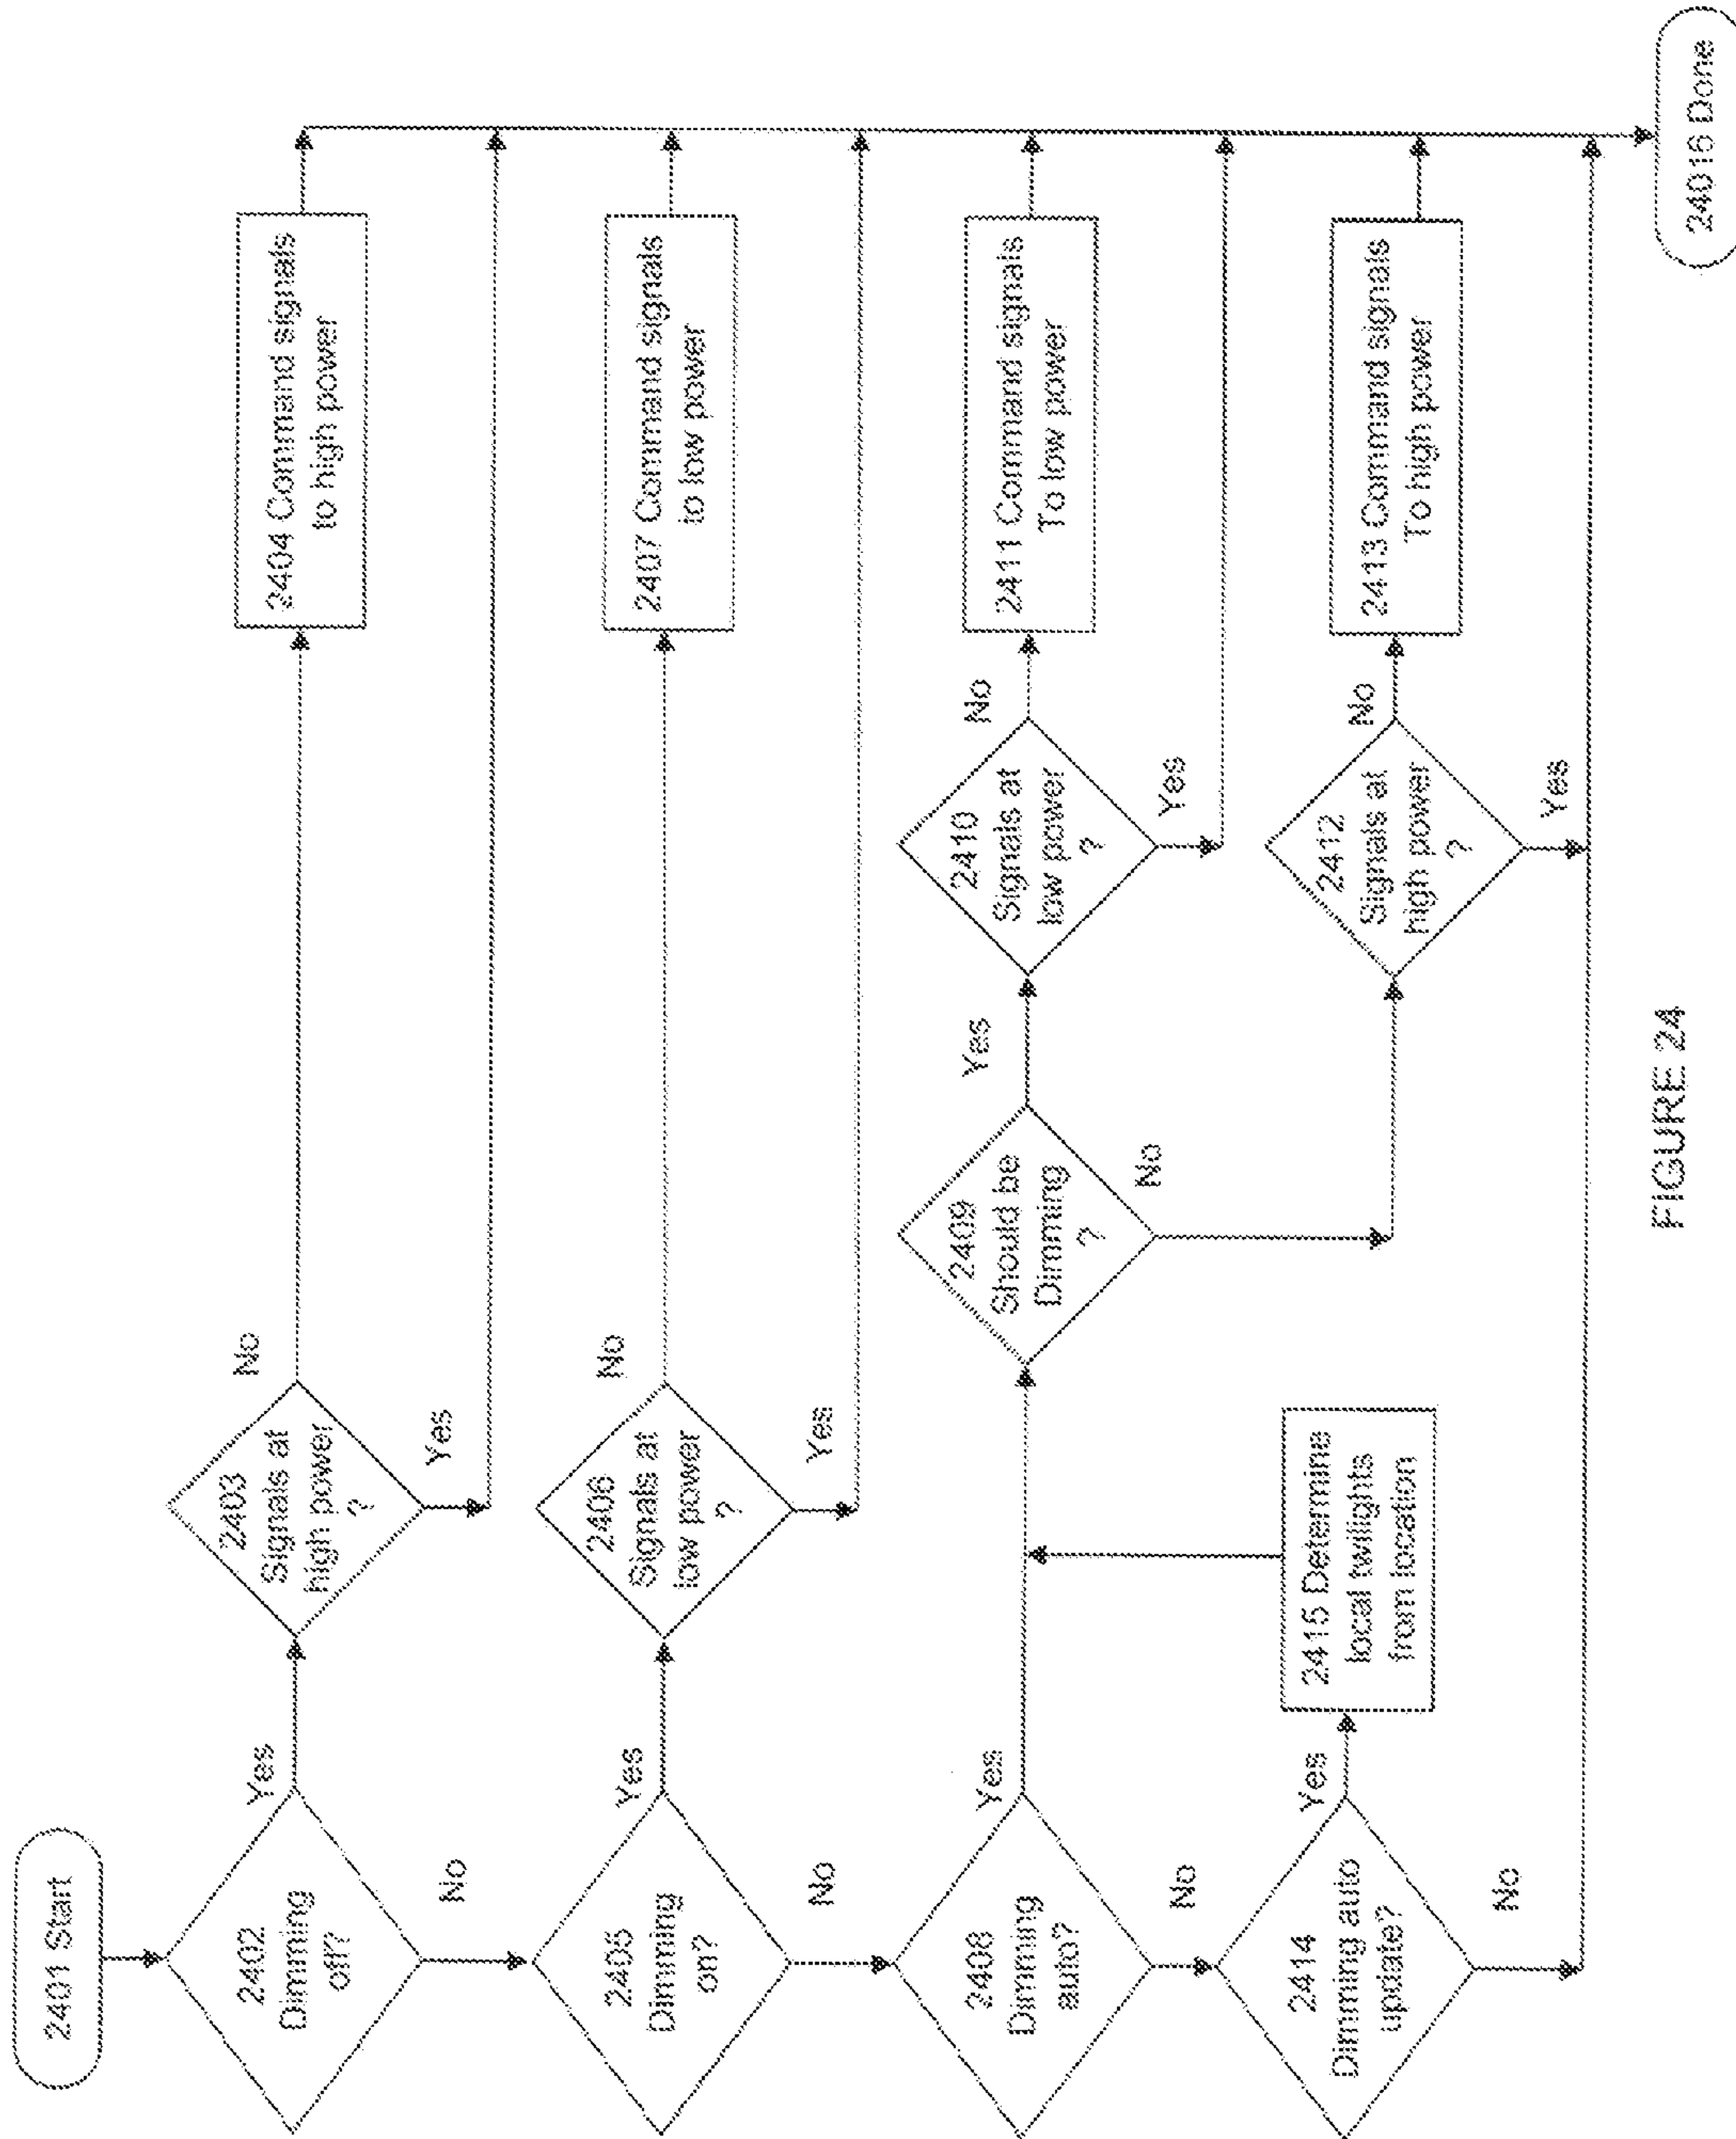 2401 Start
2402
Dimming
off?
Yes
No
2403
Signals at
high power
?
No
Yes
2404 Command signals
to high power
2405
Dimming
on?
Yes
No
2406
Signals at
low power
?
No
Yes
2407 Command signals
to low power
2408
Dimming
auto?
Yes
No
2409
Should be
Dimming
?
Yes
No
2410
Signals at
low power
?
No
Yes
2411 Command signals
To low power
2412
Signals at
high power
?
No
Yes
2413 Command signals
To high power
2414
Dimming auto
update?
Yes
No
2415 Determine
local twilights
from location
24016 Done
FIGURE 24